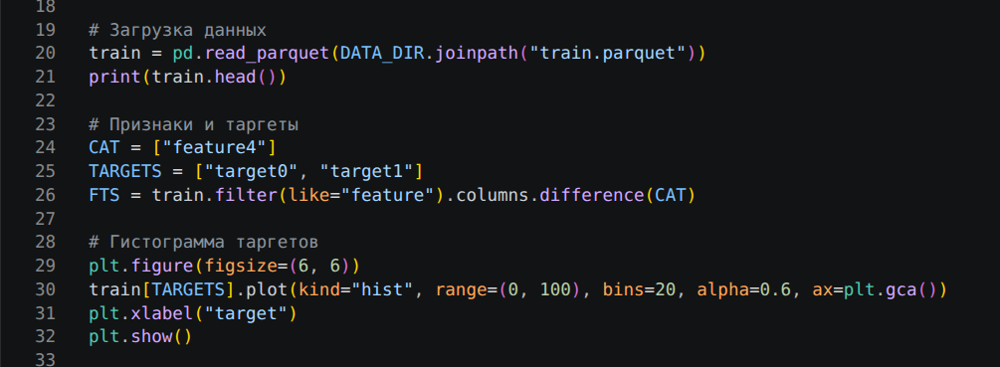 18
19 # Загрузка данных
20 train = pd.read_parquet(DATA_DIR.joinpath("train.parquet"))
21 print(train.head())
22
23 # Признаки и таргеты
24 CAT = ["feature4"]
25 TARGETS = ["target0", "target1"]
26 FTS = train.filter(like="feature").columns.difference(CAT)
27
28 # Гистограмма таргетов
29 plt.figure(figsize=(6, 6))
30 train[TARGETS].plot(kind="hist", range=(0, 100), bins=20, alpha=0.6, ax=plt.gca())
31 plt.xlabel("target")
32 plt.show()
33